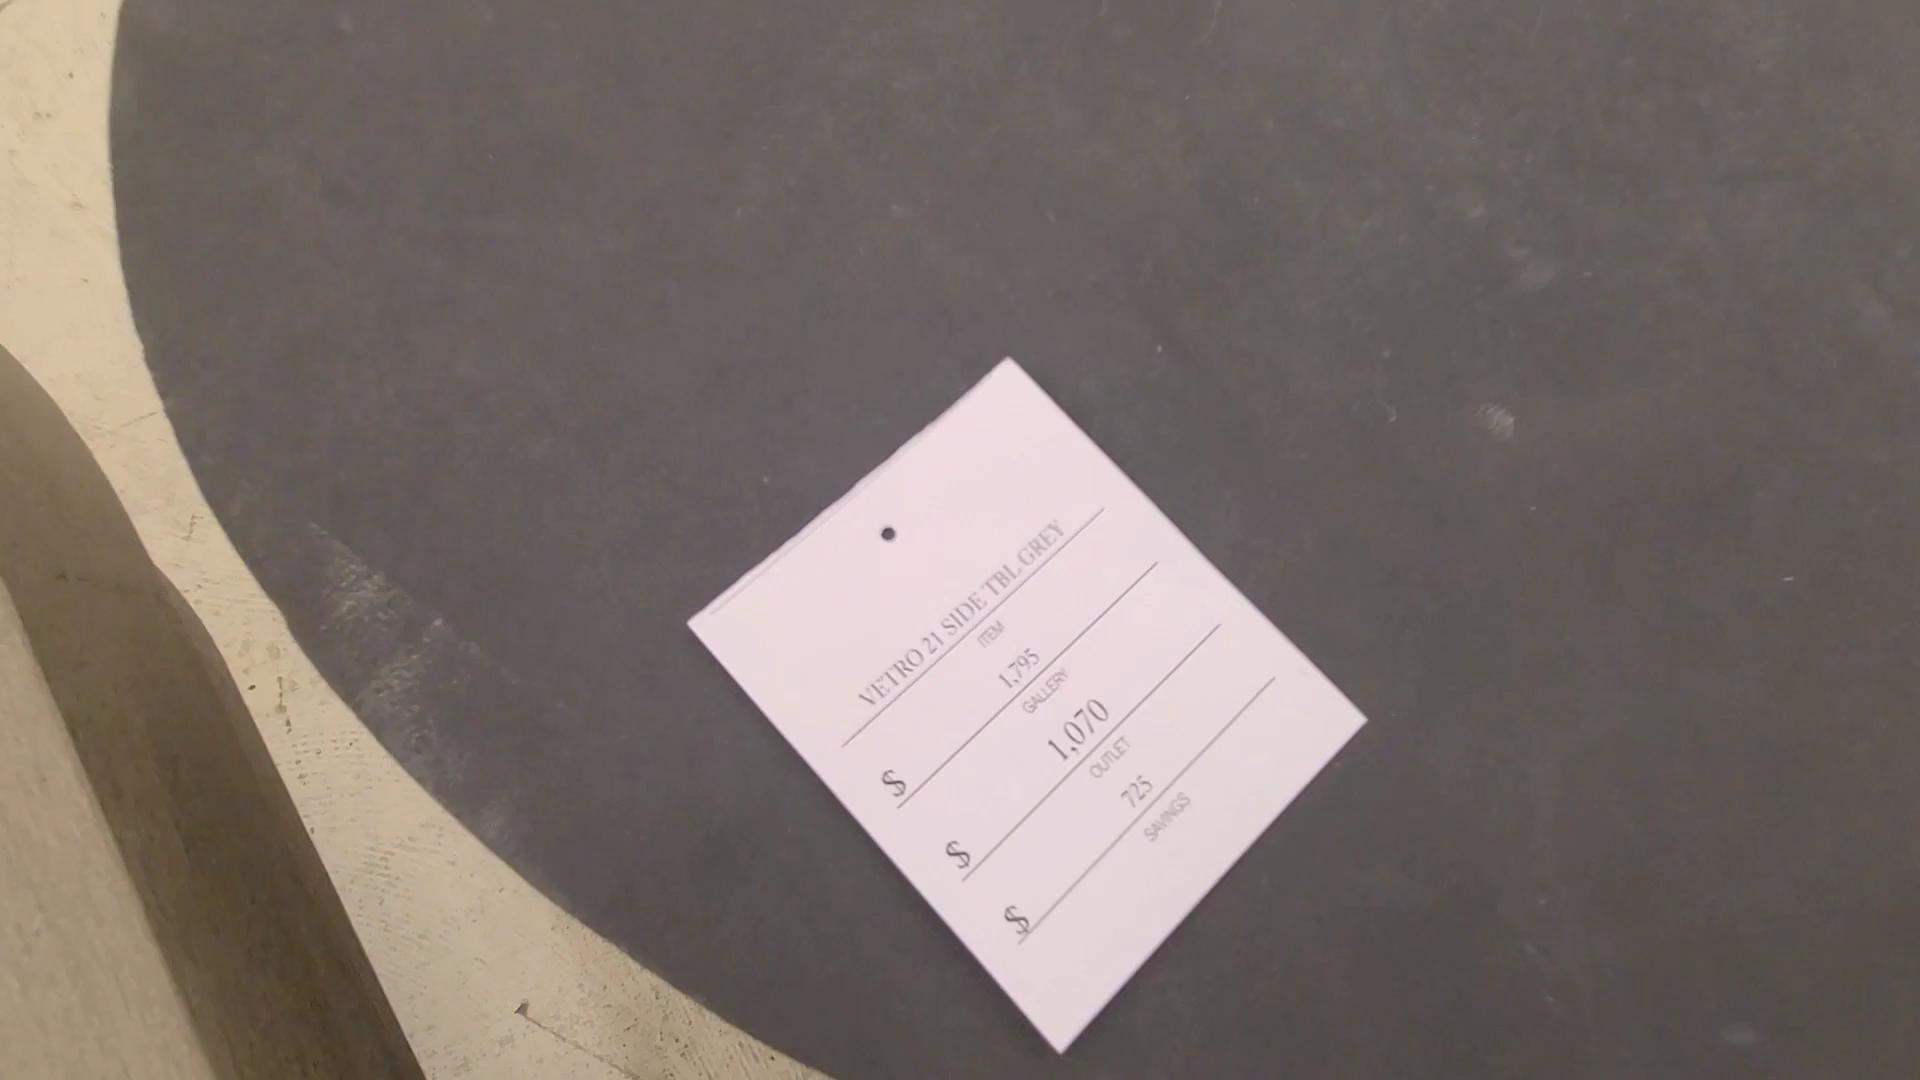 VETRO 21 SIDE TBL GREY
ITEM
$ 1,795
GALLERY
$ 1,070
OUTLET
$ 725
SAVINGS